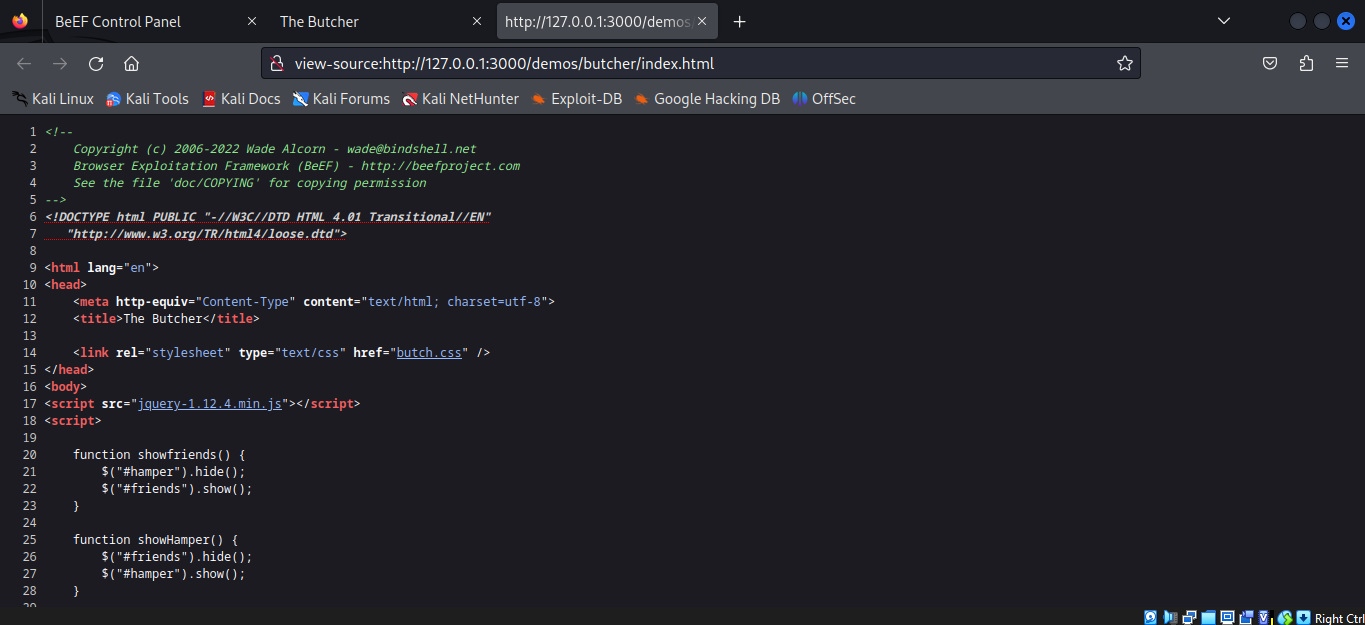 BeEF Control Panel
The Butcher
http://127.0.0.1:3000/demos
view-source:http://127.0.0.1:3000/demos/butcher/index.html
Kali Linux Kali Tools Kali Docs Kali Forums Kali NetHunter Exploit-DB Google Hacking DB OffSec
1 <!--
2 Copyright (c) 2006-2022 Wade Alcorn - wade@bindshell.net
3 Browser Exploitation Framework (BeEF) - http://beefproject.com
4 See the file 'doc/COPYING' for copying permission
5 -->
6 <!DOCTYPE html PUBLIC "-//W3C//DTD HTML 4.01 Transitional//EN"
7 "http://www.w3.org/TR/html4/loose.dtd">
8
9 <html lang="en">
10 <head>
11 <meta http-equiv="Content-Type" content="text/html; charset=utf-8">
12 <title>The Butcher</title>
13
14 <link rel="stylesheet" type="text/css" href="butch.css" />
15 </head>
16 <body>
17 <script src="jquery-1.12.4.min.js"></script>
18 <script>
19
20 function showfriends() {
21 $("#hamper").hide();
22 $("#friends").show();
23 }
24
25 function showHamper() {
26 $("#friends").hide();
27 $("#hamper").show();
28 }
29
Right Ctrl